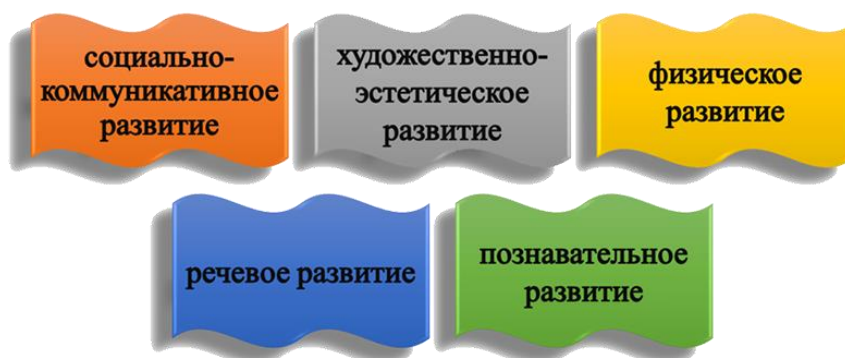 социально-
коммуникативное
развитие
художественно-
эстетическое
развитие
физическое
развитие
речевое развитие
познавательное
развитие